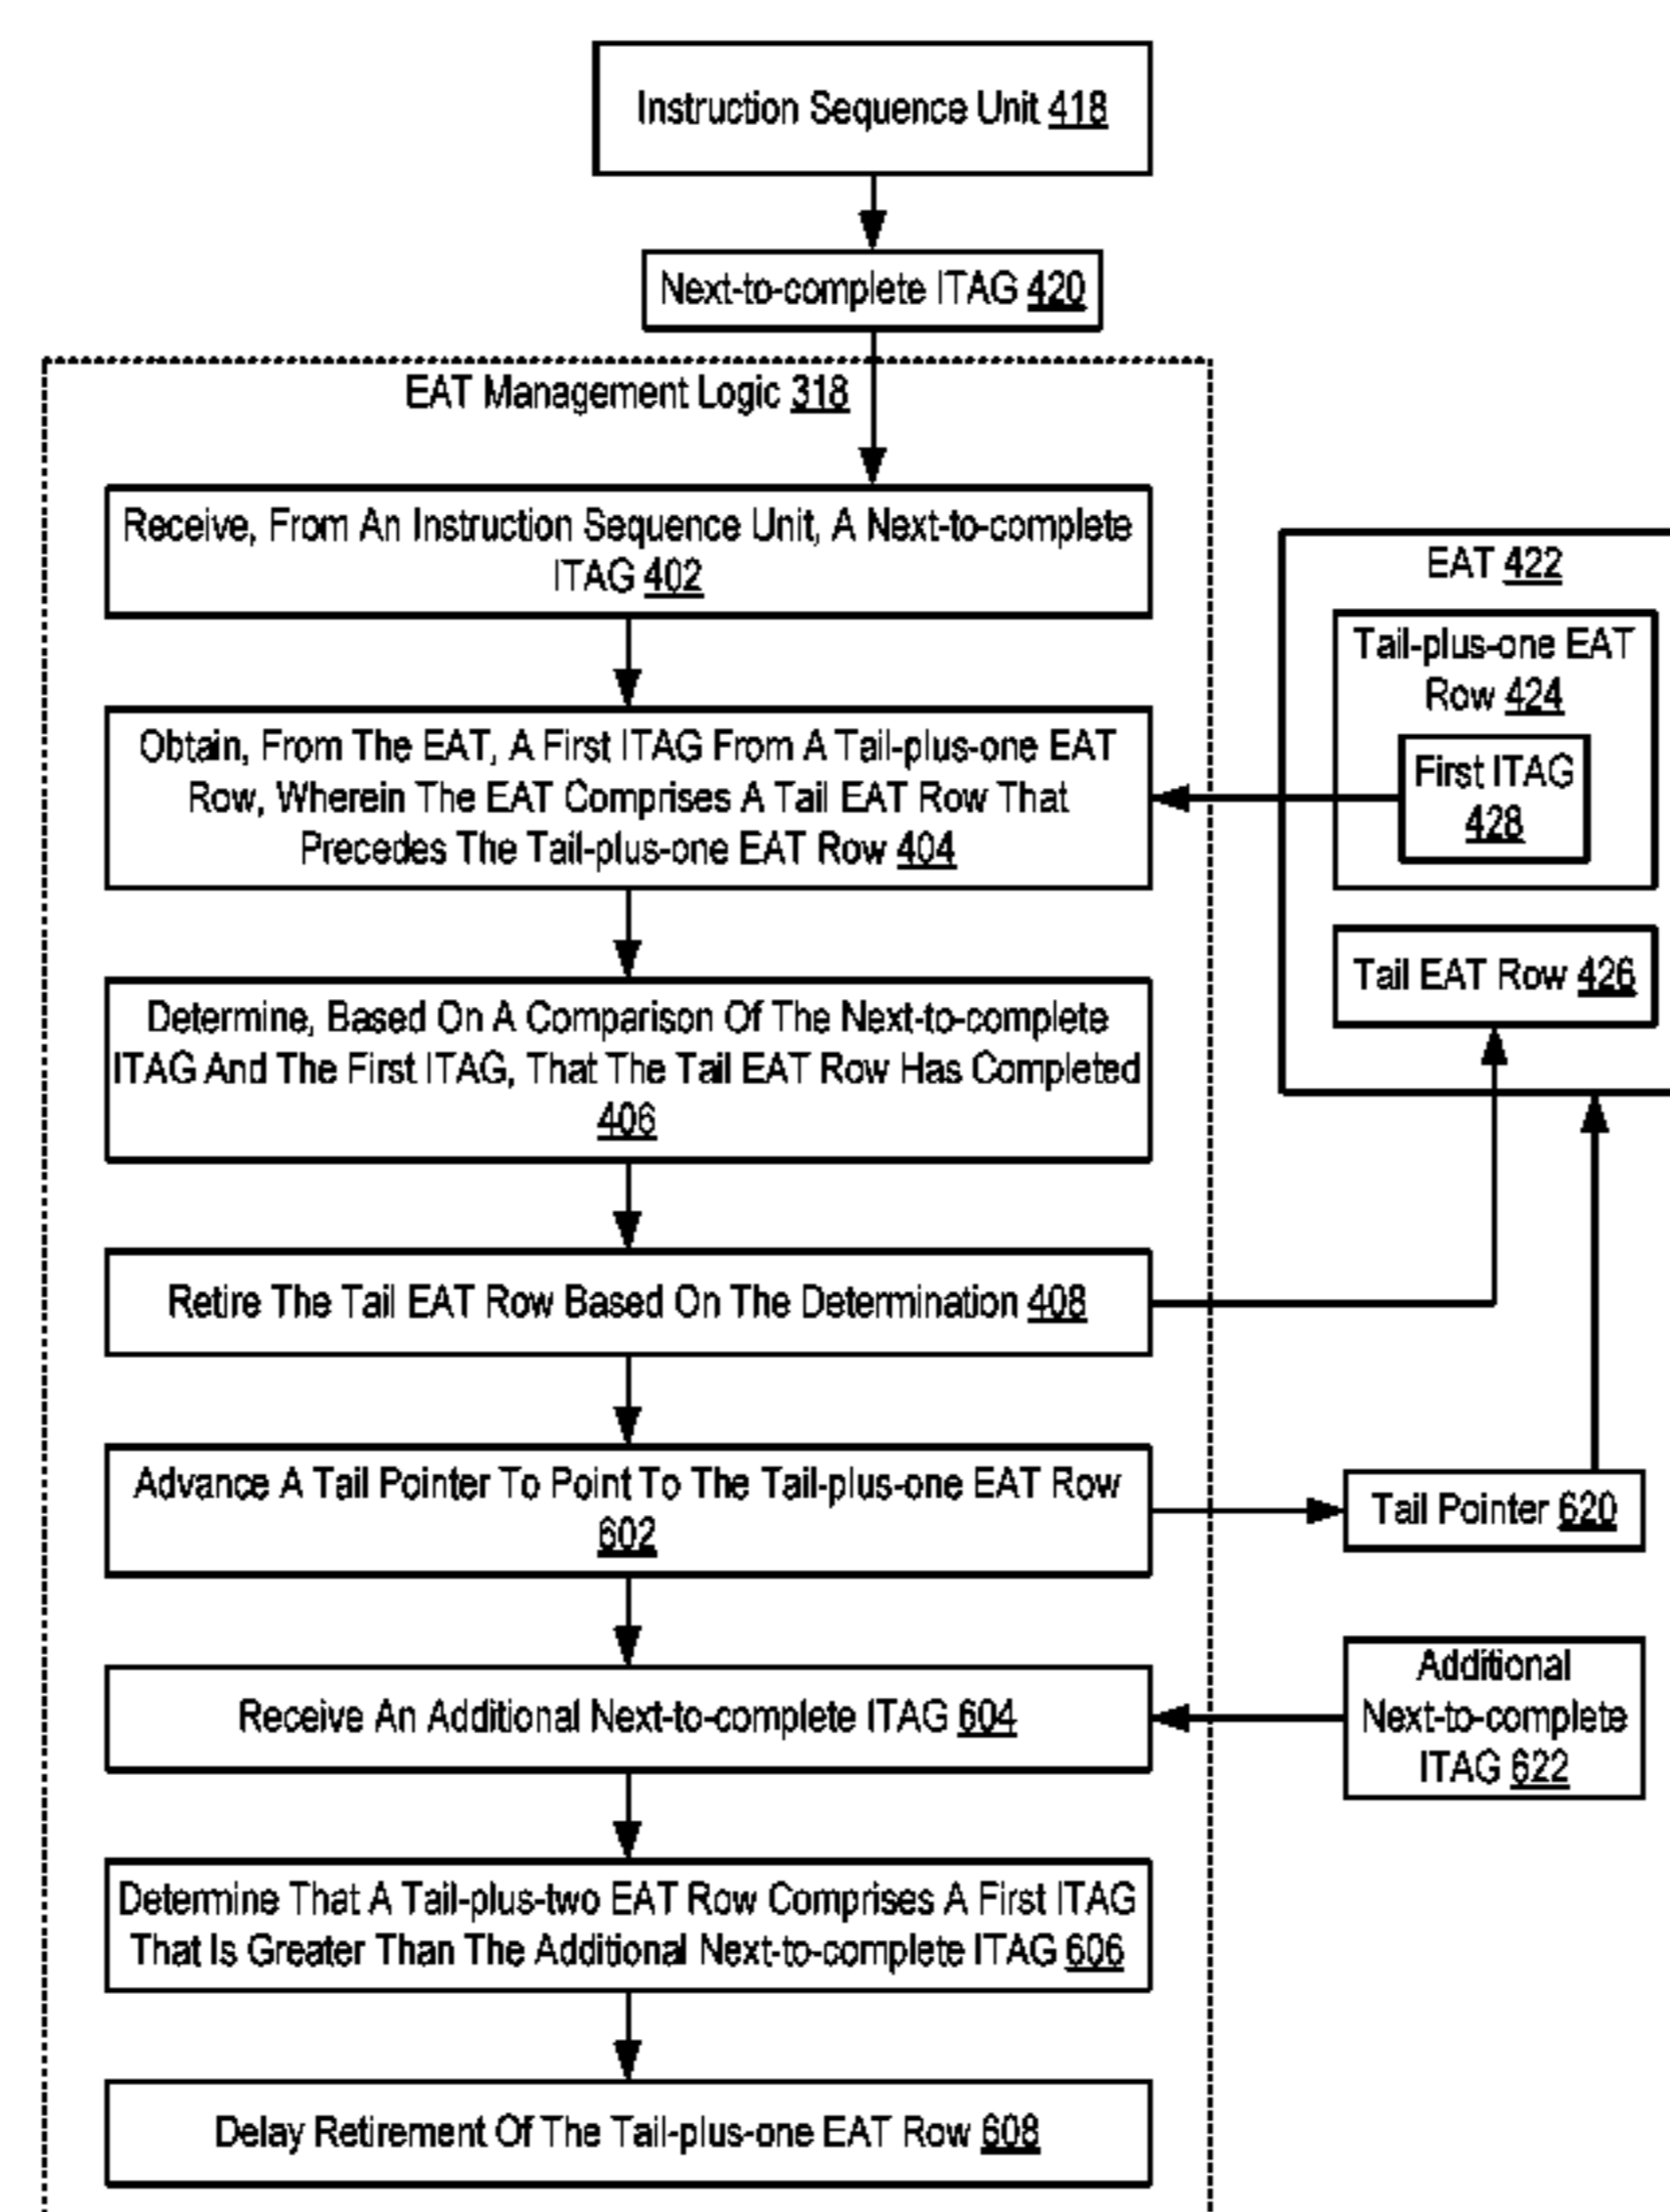 Instruction Sequence Unit 418
Next-to-complete ITAG 420
EAT Management Logic 318
Receive, From An Instruction Sequence Unit, A Next-to-complete
ITAG 402
EAT 422
Tail-plus-one EAT
Row 424
First ITAG
428
Obtain, From The EAT, A First ITAG From A Tail-plus-one EAT
Row, Wherein The EAT Comprises A Tail EAT Row That
Precedes The Tail-plus-one EAT Row 404
Tail EAT Row 426
Determine, Based On A Comparison Of The Next-to-complete
ITAG And The First ITAG, That The Tail EAT Row Has Completed
406
Retire The Tail EAT Row Based On The Determination 408
Advance A Tail Pointer To Point To The Tail-plus-one EAT Row
602
Tail Pointer 620
Receive An Additional Next-to-complete ITAG 604
Additional
Next-to-complete
ITAG 622
Determine That A Tail-plus-two EAT Row Comprises A First ITAG
That Is Greater Than The Additional Next-to-complete ITAG 606
Delay Retirement Of The Tail-plus-one EAT Row 608